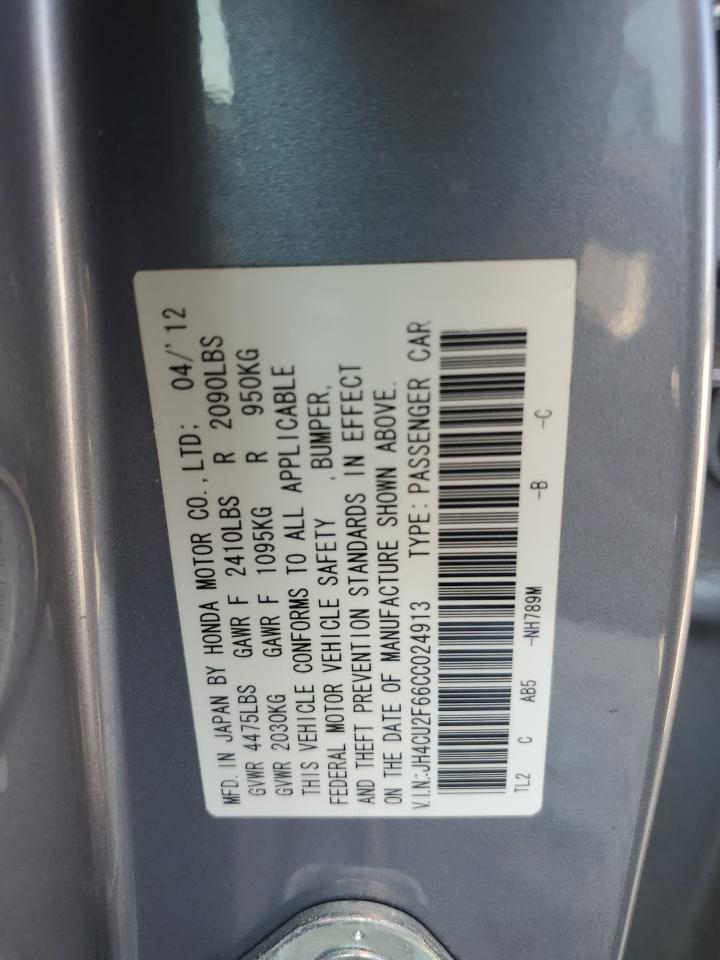 MFD. IN JAPAN BY HONDA MOTOR CO., LTD; 04/'12
GVWR 4475LBS GAWR F 2410LBS R 2090LBS
GVWR 2030KG GAWR F 1095KG R 950KG
THIS VEHICLE CONFORMS TO ALL APPLICABLE
FEDERAL MOTOR VEHICLE SAFETY , BUMPER,
AND THEFT PREVENTION STANDARDS IN EFFECT
ON THE DATE OF MANUFACTURE SHOWN ABOVE.
V.I.N.:JH4CU2F66CC024913 TYPE: PASSENGER CAR
TL2 C AB5 -NH789M -B -C